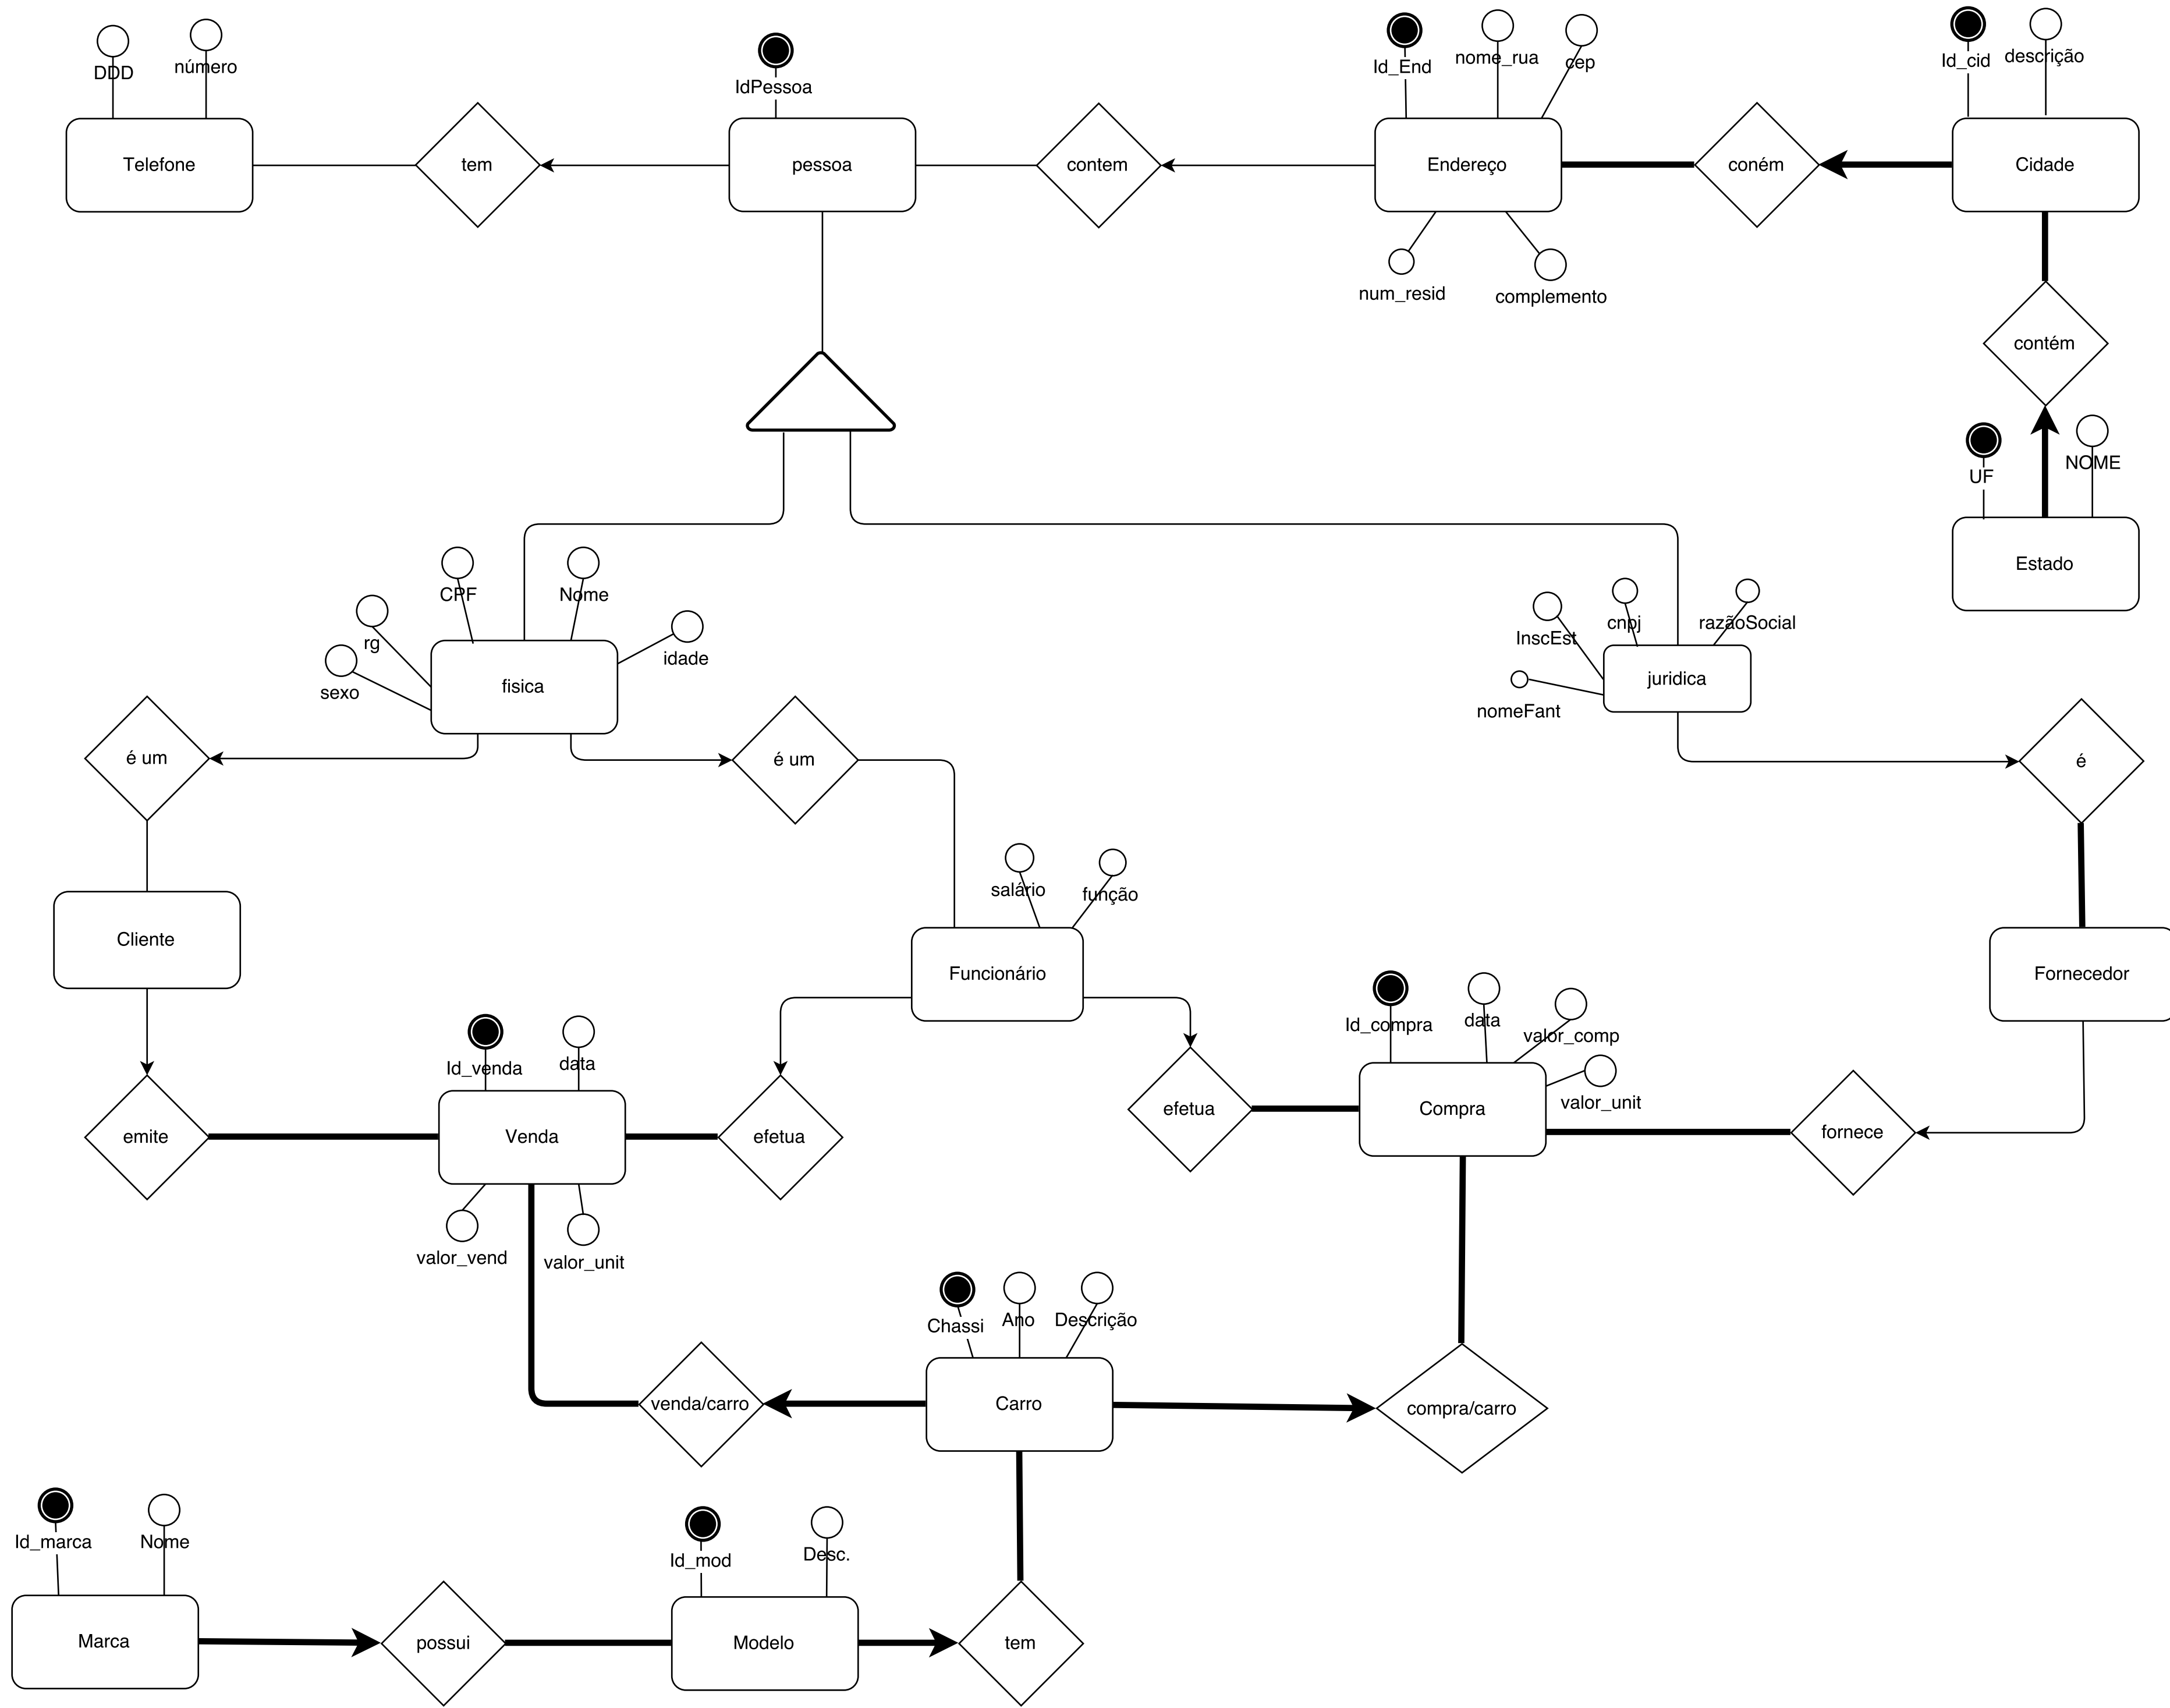 DDD
número
IdPessoa
Id_End
nome_rua
cep
Id_cid
descrição
Telefone
tem
pessoa
contem
Endereço
coném
Cidade
num_resid
complemento
contém
UF
NOME
Estado
CPF
Nome
rg
idade
sexo
fisica
InscEst
cnpj
razãoSocial
juridica
nomeFant
é um
é um
é
salário
função
Cliente
Funcionário
Fornecedor
Id_venda
data
Id_compra
data
valor_comp
valor_unit
emite
Venda
efetua
efetua
Compra
fornece
valor_vend
valor_unit
Chassi
Ano
Descrição
venda/carro
Carro
compra/carro
Id_marca
Nome
Id_mod
Desc.
Marca
possui
Modelo
tem